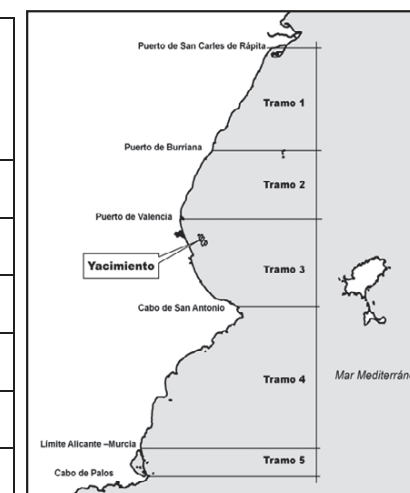 Puerto de San Carles de Rápita
Tramo 1
Puerto de Burriana
Tramo 2
Puerto de Valencia
Yacimiento
Tramo 3
Cabo de San Antonio
Tramo 4
Mar Mediterrán
Límite Alicante –Murcia
Tramo 5
Cabo de Palos